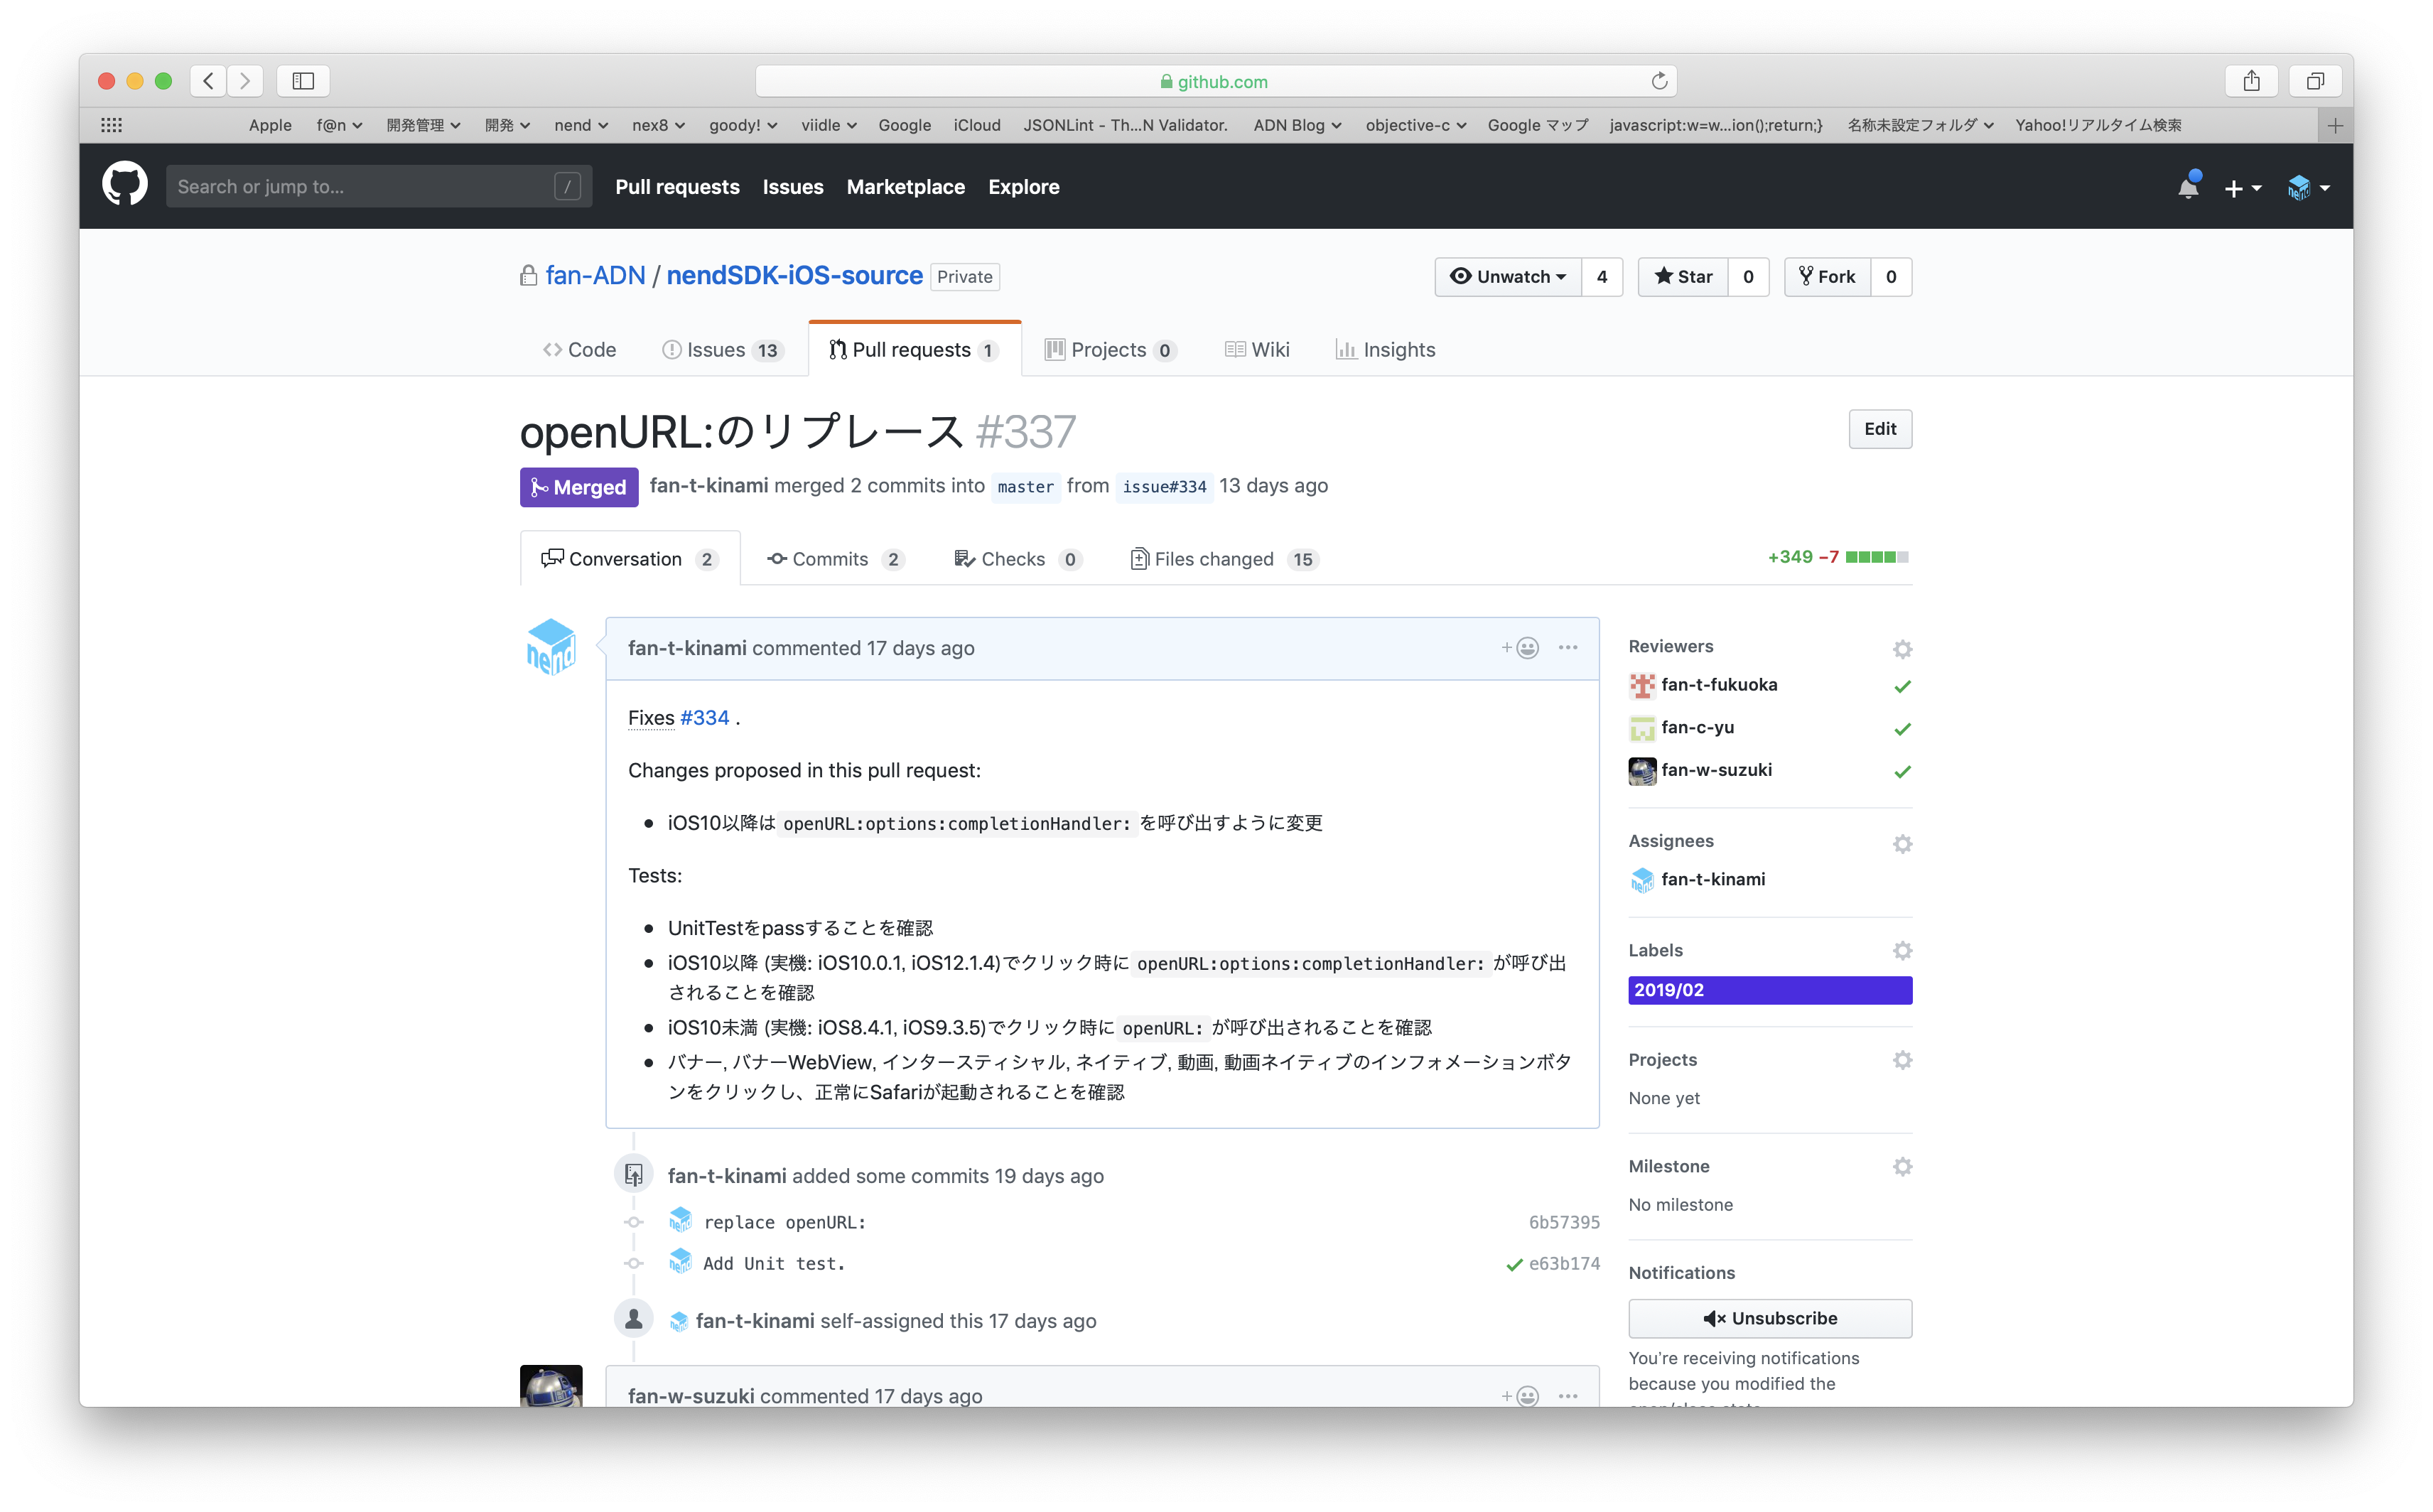 github.com
Apple f@n 開発管理 開発 nend nex8 goody! viidle Google iCloud JSONLint - Th...N Validator. ADN Blog objective-c Google マップ javascript:w=w...ion();return;} 名称未設定フォルダ Yahoo!リアルタイム検索
Search or jump to... / Pull requests Issues Marketplace Explore
fan-ADN / nendSDK-iOS-source Private Unwatch 4 Star 0 Fork 0
Code Issues 13 Pull requests 1 Projects 0 Wiki Insights
openURL:のリプレース #337 Edit
Merged fan-t-kinami merged 2 commits into master from issue#334 13 days ago
Conversation 2 Commits 2 Checks 0 Files changed 15 +349 −7
nend
fan-t-kinami commented 17 days ago
Fixes #334 .
Changes proposed in this pull request:
iOS10以降は openURL:options:completionHandler: を呼び出すように変更
Tests:
UnitTestをpassすることを確認
iOS10以降 (実機: iOS10.0.1, iOS12.1.4)でクリック時に openURL:options:completionHandler: が呼び出
されることを確認
iOS10未満 (実機: iOS8.4.1, iOS9.3.5)でクリック時に openURL: が呼び出されることを確認
バナー, バナーWebView, インタースティシャル, ネイティブ, 動画, 動画ネイティブのインフォメーションボタ
ンをクリックし、正常にSafariが起動されることを確認
fan-t-kinami added some commits 19 days ago
replace openURL: 6b57395
Add Unit test. e63b174
fan-t-kinami self-assigned this 17 days ago
fan-w-suzuki commented 17 days ago
Reviewers
fan-t-fukuoka
fan-c-yu
fan-w-suzuki
Assignees
fan-t-kinami
Labels
2019/02
Projects
None yet
Milestone
No milestone
Notifications
Unsubscribe
You’re receiving notifications
because you modified the